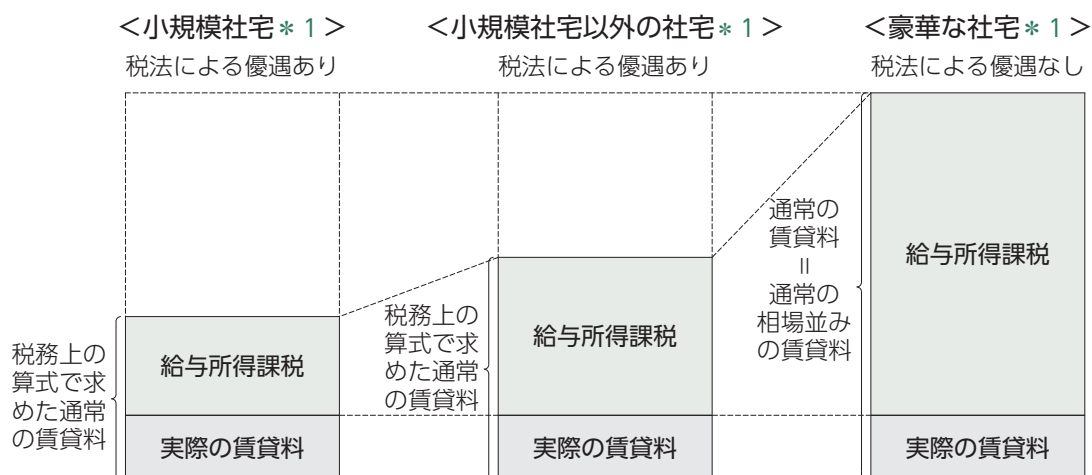 ＜小規模社宅＊1＞
税法による優遇あり
＜小規模社宅以外の社宅＊1＞
税法による優遇あり
＜豪華な社宅＊1＞
税法による優遇なし
税務上の
算式で求
めた通常
の賃貸料
給与所得課税
実際の賃貸料
税務上の
算式で求
めた通常
の賃貸料
給与所得課税
実際の賃貸料
通常の
賃貸料
＝
通常の
相場並み
の賃貸料
給与所得課税
実際の賃貸料